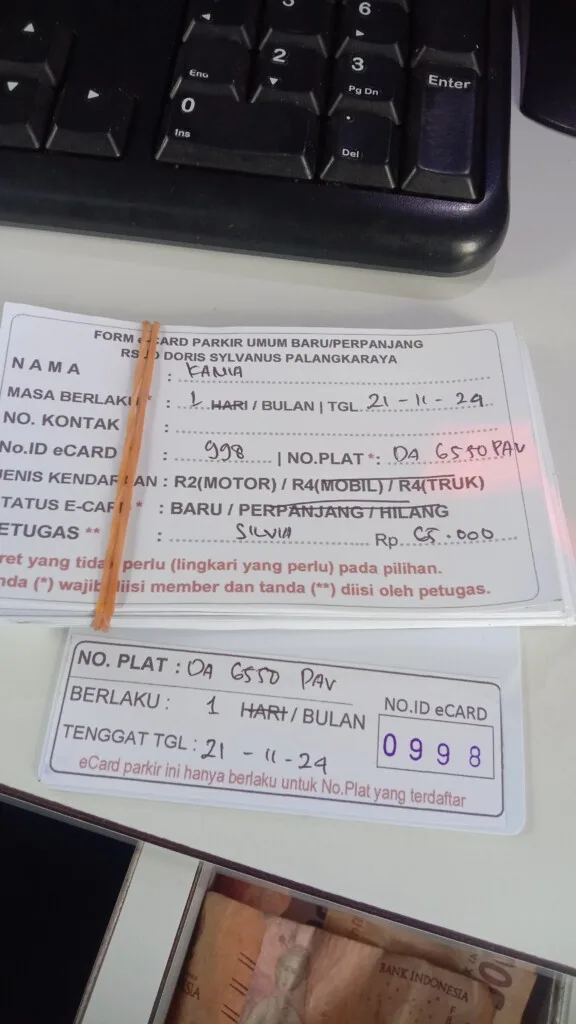 6
Enter
End
2
3
Pg Dn
0
Ins
.
Del
FORM eCARD PARKIR UMUM BARU/PERPANJANG
RS DORIS SYLVANUS PALANGKARAYA
NAMA : KANIA
MASA BERLAKU * : 1 HARI / BULAN | TGL 21 - 11 - 24
NO. KONTAK :
No.ID eCARD : 998 | NO.PLAT *: DA 6550 PAV
JENIS KENDARAAN : R2(MOTOR) / R4(MOBIL) / R4(TRUK)
STATUS E-CARD * : BARU / PERPANJANG / HILANG
PETUGAS ** : SILVIA Rp 65.000
ret yang tidak perlu (lingkari yang perlu) pada pilihan.
nda (*) wajib diisi member dan tanda (**) diisi oleh petugas.
NO. PLAT : DA 6550 PAV
BERLAKU : 1 HARI / BULAN
NO.ID eCARD
0998
TENGGAT TGL : 21 - 11 - 24
eCard parkir ini hanya berlaku untuk No.Plat yang terdaftar
BANK INDONESIA